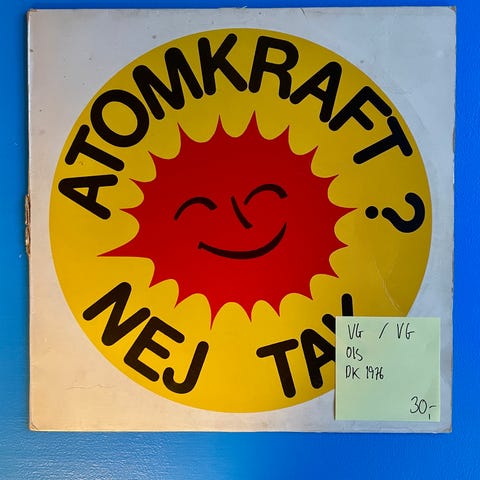 ATOMKRAFT ?
NEJ TAK
VG / VG
OIS
DK 1976
30,-